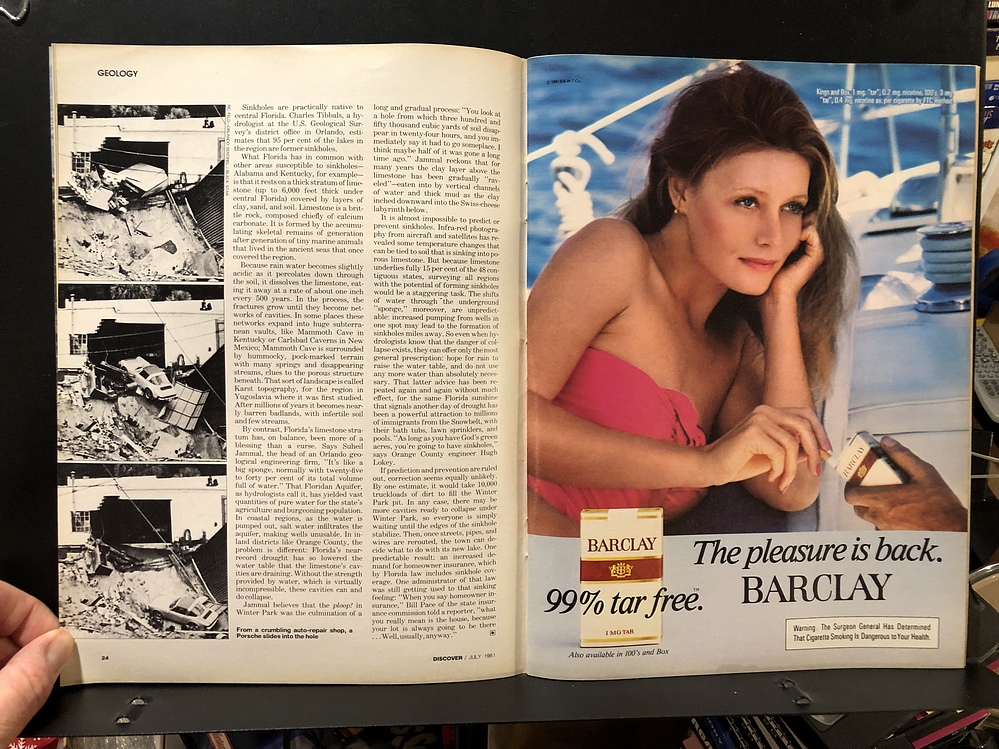 GEOLOGY
Sinkholes are practically native to
central Florida. Charles Tibbals, a hy-
drologist at the U.S. Geological Sur-
vey's district office in Orlando, esti-
mates that 95 per cent of the lakes in
the region are former sinkholes.
What Florida has in common with
other areas susceptible to sinkholes—
Alabama and Kentucky, for example—
is that it rests on a thick stratum of lime-
stone (up to 6,000 feet thick under
central Florida) covered by layers of
clay, sand, and soil. Limestone is a brit-
tle rock, composed chiefly of calcium
carbonate. It is formed by the accumu-
lating skeletal remains of generation
after generation of tiny marine animals
that lived in the ancient seas that once
covered the region.
Because rain water becomes slightly
acidic as it percolates down through
the soil, it dissolves the limestone, eat-
ing it away at a rate of about one inch
every 500 years. In the process, the
fractures grow until they become net-
works of cavities. In some places these
networks expand into huge subterra-
nean vaults, like Mammoth Cave in
Kentucky or Carlsbad Caverns in New
Mexico; Mammoth Cave is surrounded
by hummocky, pock-marked terrain
with many springs and disappearing
streams, clues to the porous structure
beneath. That sort of landscape is called
Karst topography, for the region in
Yugoslavia where it was first studied.
After millions of years it becomes near-
ly barren badlands, with infertile soil
and few streams.
By contrast, Florida's limestone stra-
tum has, on balance, been more of a
blessing than a curse. Says Suheil
Jammal, the head of an Orlando geo-
logical engineering firm, "It's like a
big sponge, normally with twenty-five
to forty per cent of its total volume
full of water." That Floridan Aquifer,
as hydrologists call it, has yielded vast
quantities of pure water for the state's
agriculture and burgeoning population.
In coastal regions, as the water is
pumped out, salt water infiltrates the
aquifer, making wells unusable. In in-
land districts like Orange County, the
problem is different: Florida's near-
record drought has so lowered the
water table that the limestone's cav-
ities are draining. Without the strength
provided by water, which is virtually
incompressible, these cavities can and
do collapse.
Jammal believes that the ploop! in
Winter Park was the culmination of a
long and gradual process: "You look at
a hole from which three hundred and
fifty thousand cubic yards of soil disap-
pear in twenty-four hours, and you im-
mediately say it had to go someplace. I
think maybe half of it was gone a long
time ago." Jammal reckons that for
many years the clay layer above the
limestone has been gradually "rav-
eled"—eaten into by vertical channels
of water and thick mud as the clay
inched downward into the Swiss-cheese
labyrinth below.
It is almost impossible to predict or
prevent sinkholes. Infra-red photogra-
phy from aircraft and satellites has re-
vealed some temperature changes that
can be tied to soil that is sinking into po-
rous limestone. But because limestone
underlies fully 15 per cent of the 48 con-
tiguous states, surveying all regions
with the potential of forming sinkholes
would be a staggering task. The shifts
of water through the underground
"sponge," moreover, are unpredict-
able: increased pumping from wells in
one spot may lead to the formation of
sinkholes miles away. So even when hy-
drologists know that the danger of col-
lapse exists, they can offer only the most
general prescription: hope for rain to
raise the water table, and do not use
any more water than absolutely neces-
sary. That latter advice has been re-
peated again and again without much
effect, for the same Florida sunshine
that signals another day of drought has
been a powerful attraction to millions
of immigrants from the Snowbelt, with
their bath tubs, lawn sprinklers, and
pools. "As long as you have God's green
acres, you're going to have sinkholes,"
says Orange County engineer Hugh
Lokey.
If prediction and prevention are ruled
out, correction seems equally unlikely.
By one estimate, it would take 10,000
truckloads of dirt to fill the Winter
Park pit. In any case, there may be
more cavities ready to collapse under
Winter Park, so everyone is simply
waiting until the edges of the sinkhole
stabilize. Then, once streets, pipes, and
wires are rerouted, the town can de-
cide what to do with its new lake. One
predictable result: an increased de-
mand for homeowner insurance, which
by Florida law includes sinkhole cov-
erage. One administrator of that law
was still getting used to that sinking
feeling: "When you say homeowner in-
surance," Bill Pace of the state insur-
ance commission told a reporter, "what
you really mean is the house, because
your lot is always going to be there
. . .Well, usually, anyway."
From a crumbling auto-repair shop, a
Porsche slides into the hole
24
DISCOVER / JULY 1981
Kings and Box, 1 mg. "tar", 0.2 mg. nicotine, 100's, 3 mg.
"tar", 0.4 mg. nicotine av. per cigarette by FTC method.
BARCLAY
BARCLAY
1 MG TAR
99% tar free.
The pleasure is back.
BARCLAY
Also available in 100's and Box
Warning: The Surgeon General Has Determined
That Cigarette Smoking Is Dangerous to Your Health.